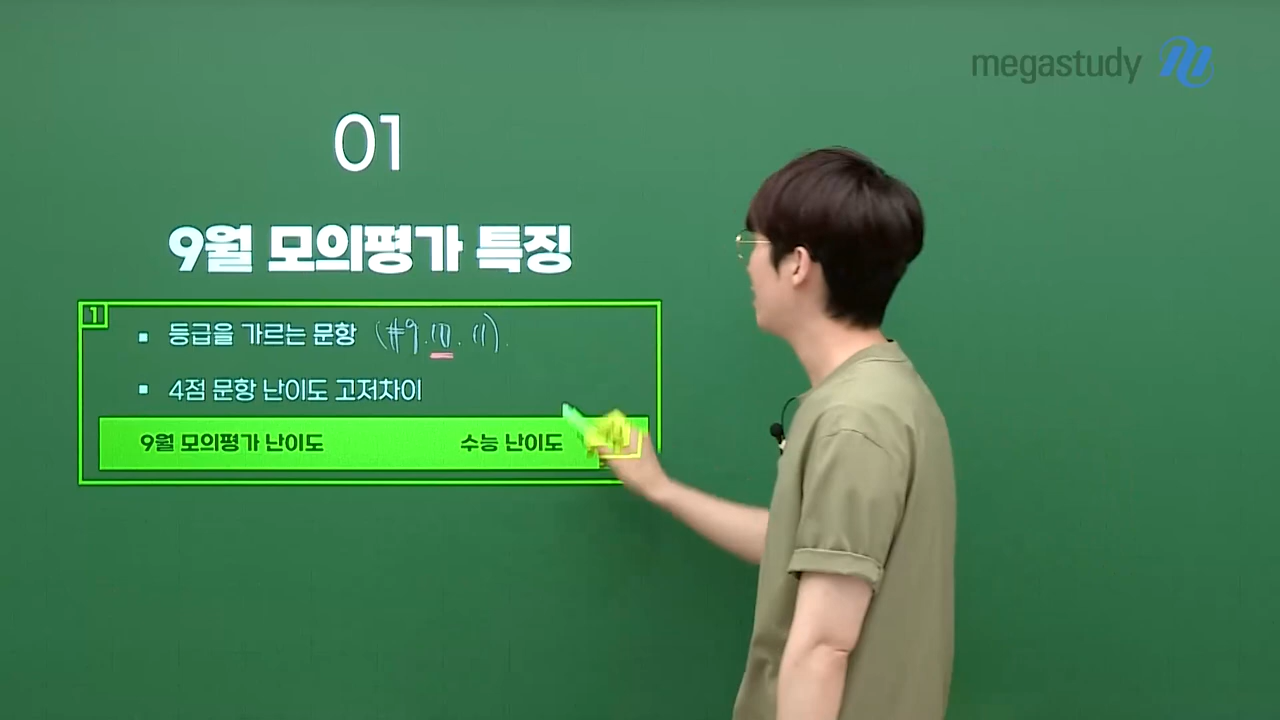 megastudy
01
9월 모의평가 특징
1
▪ 등급을 가르는 문항 (#9. 10. 11).
▪ 4점 문항 난이도 고저차이
9월 모의평가 난이도 수능 난이도